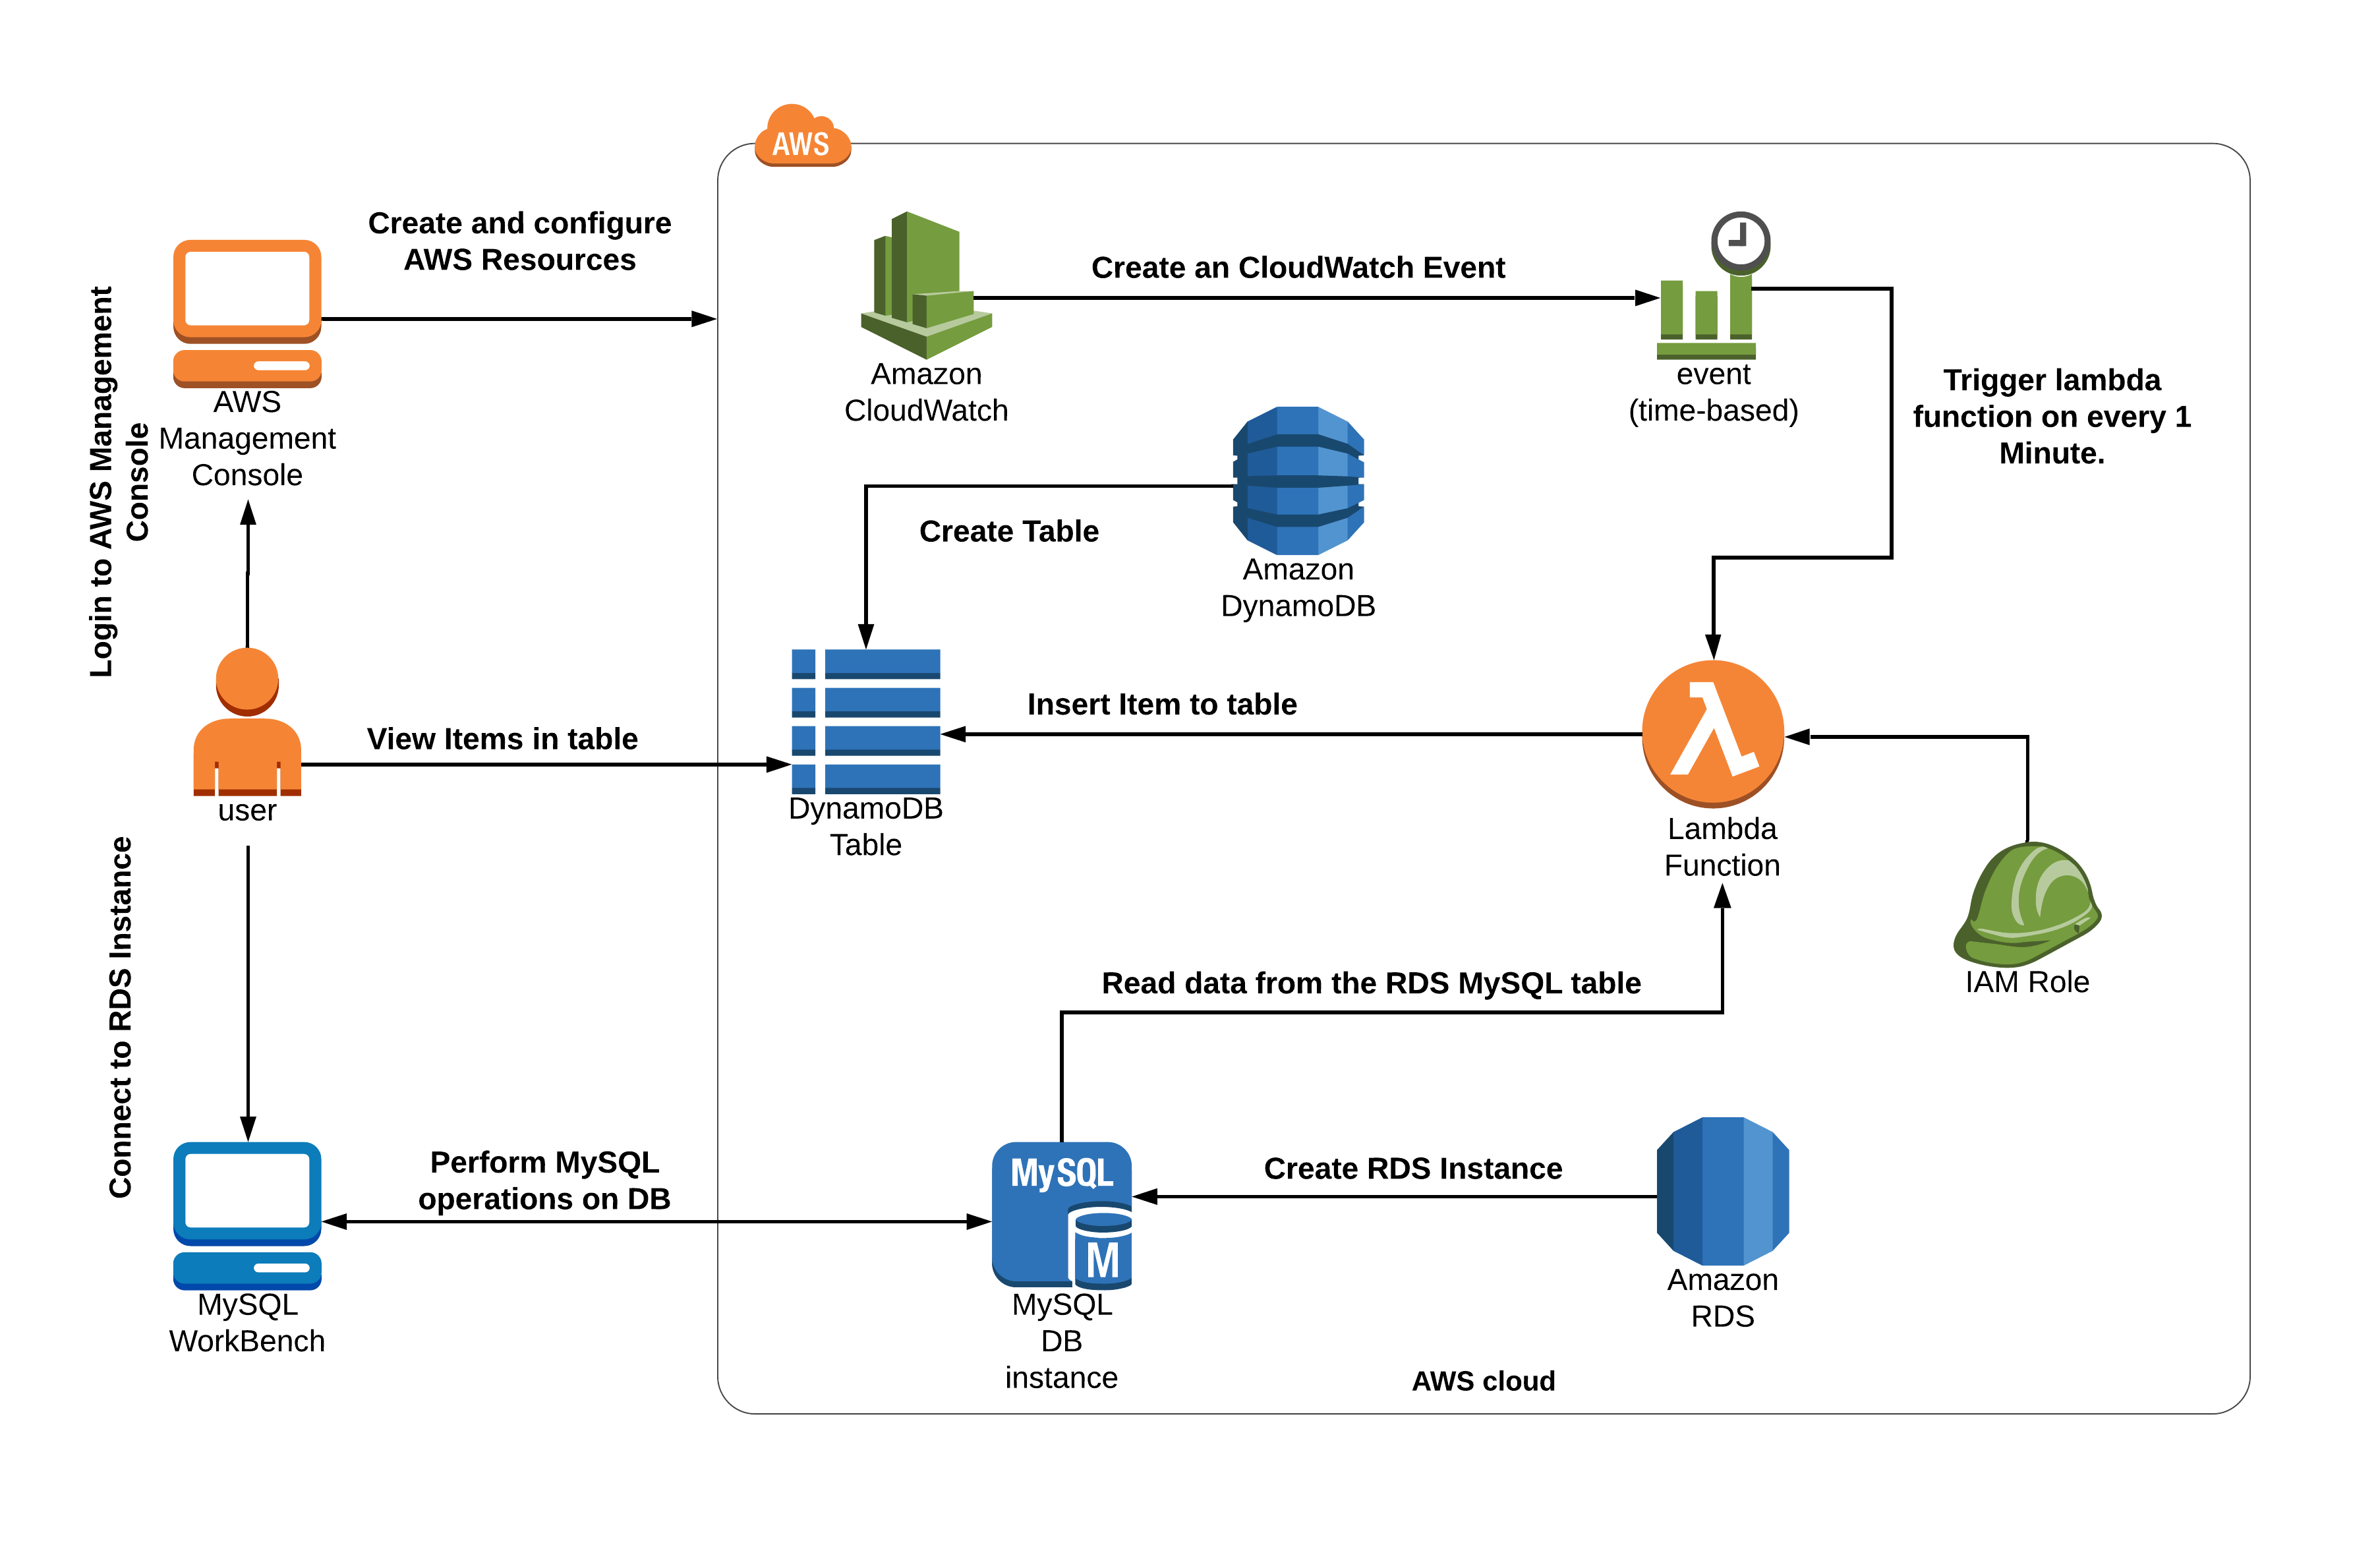 AWS
Create and configure
AWS Resources
Login to AWS Management
Console
AWS
Management
Console
Amazon
CloudWatch
Create an CloudWatch Event
event
(time-based)
Trigger lambda
function on every 1
Minute.
Create Table
Amazon
DynamoDB
user
View Items in table
DynamoDB
Table
Insert Item to table
Lambda
Function
IAM Role
Read data from the RDS MySQL table
Connect to RDS Instance
MySQL
WorkBench
Perform MySQL
operations on DB
MySQL
M
MySQL
DB
instance
Create RDS Instance
Amazon
RDS
AWS cloud